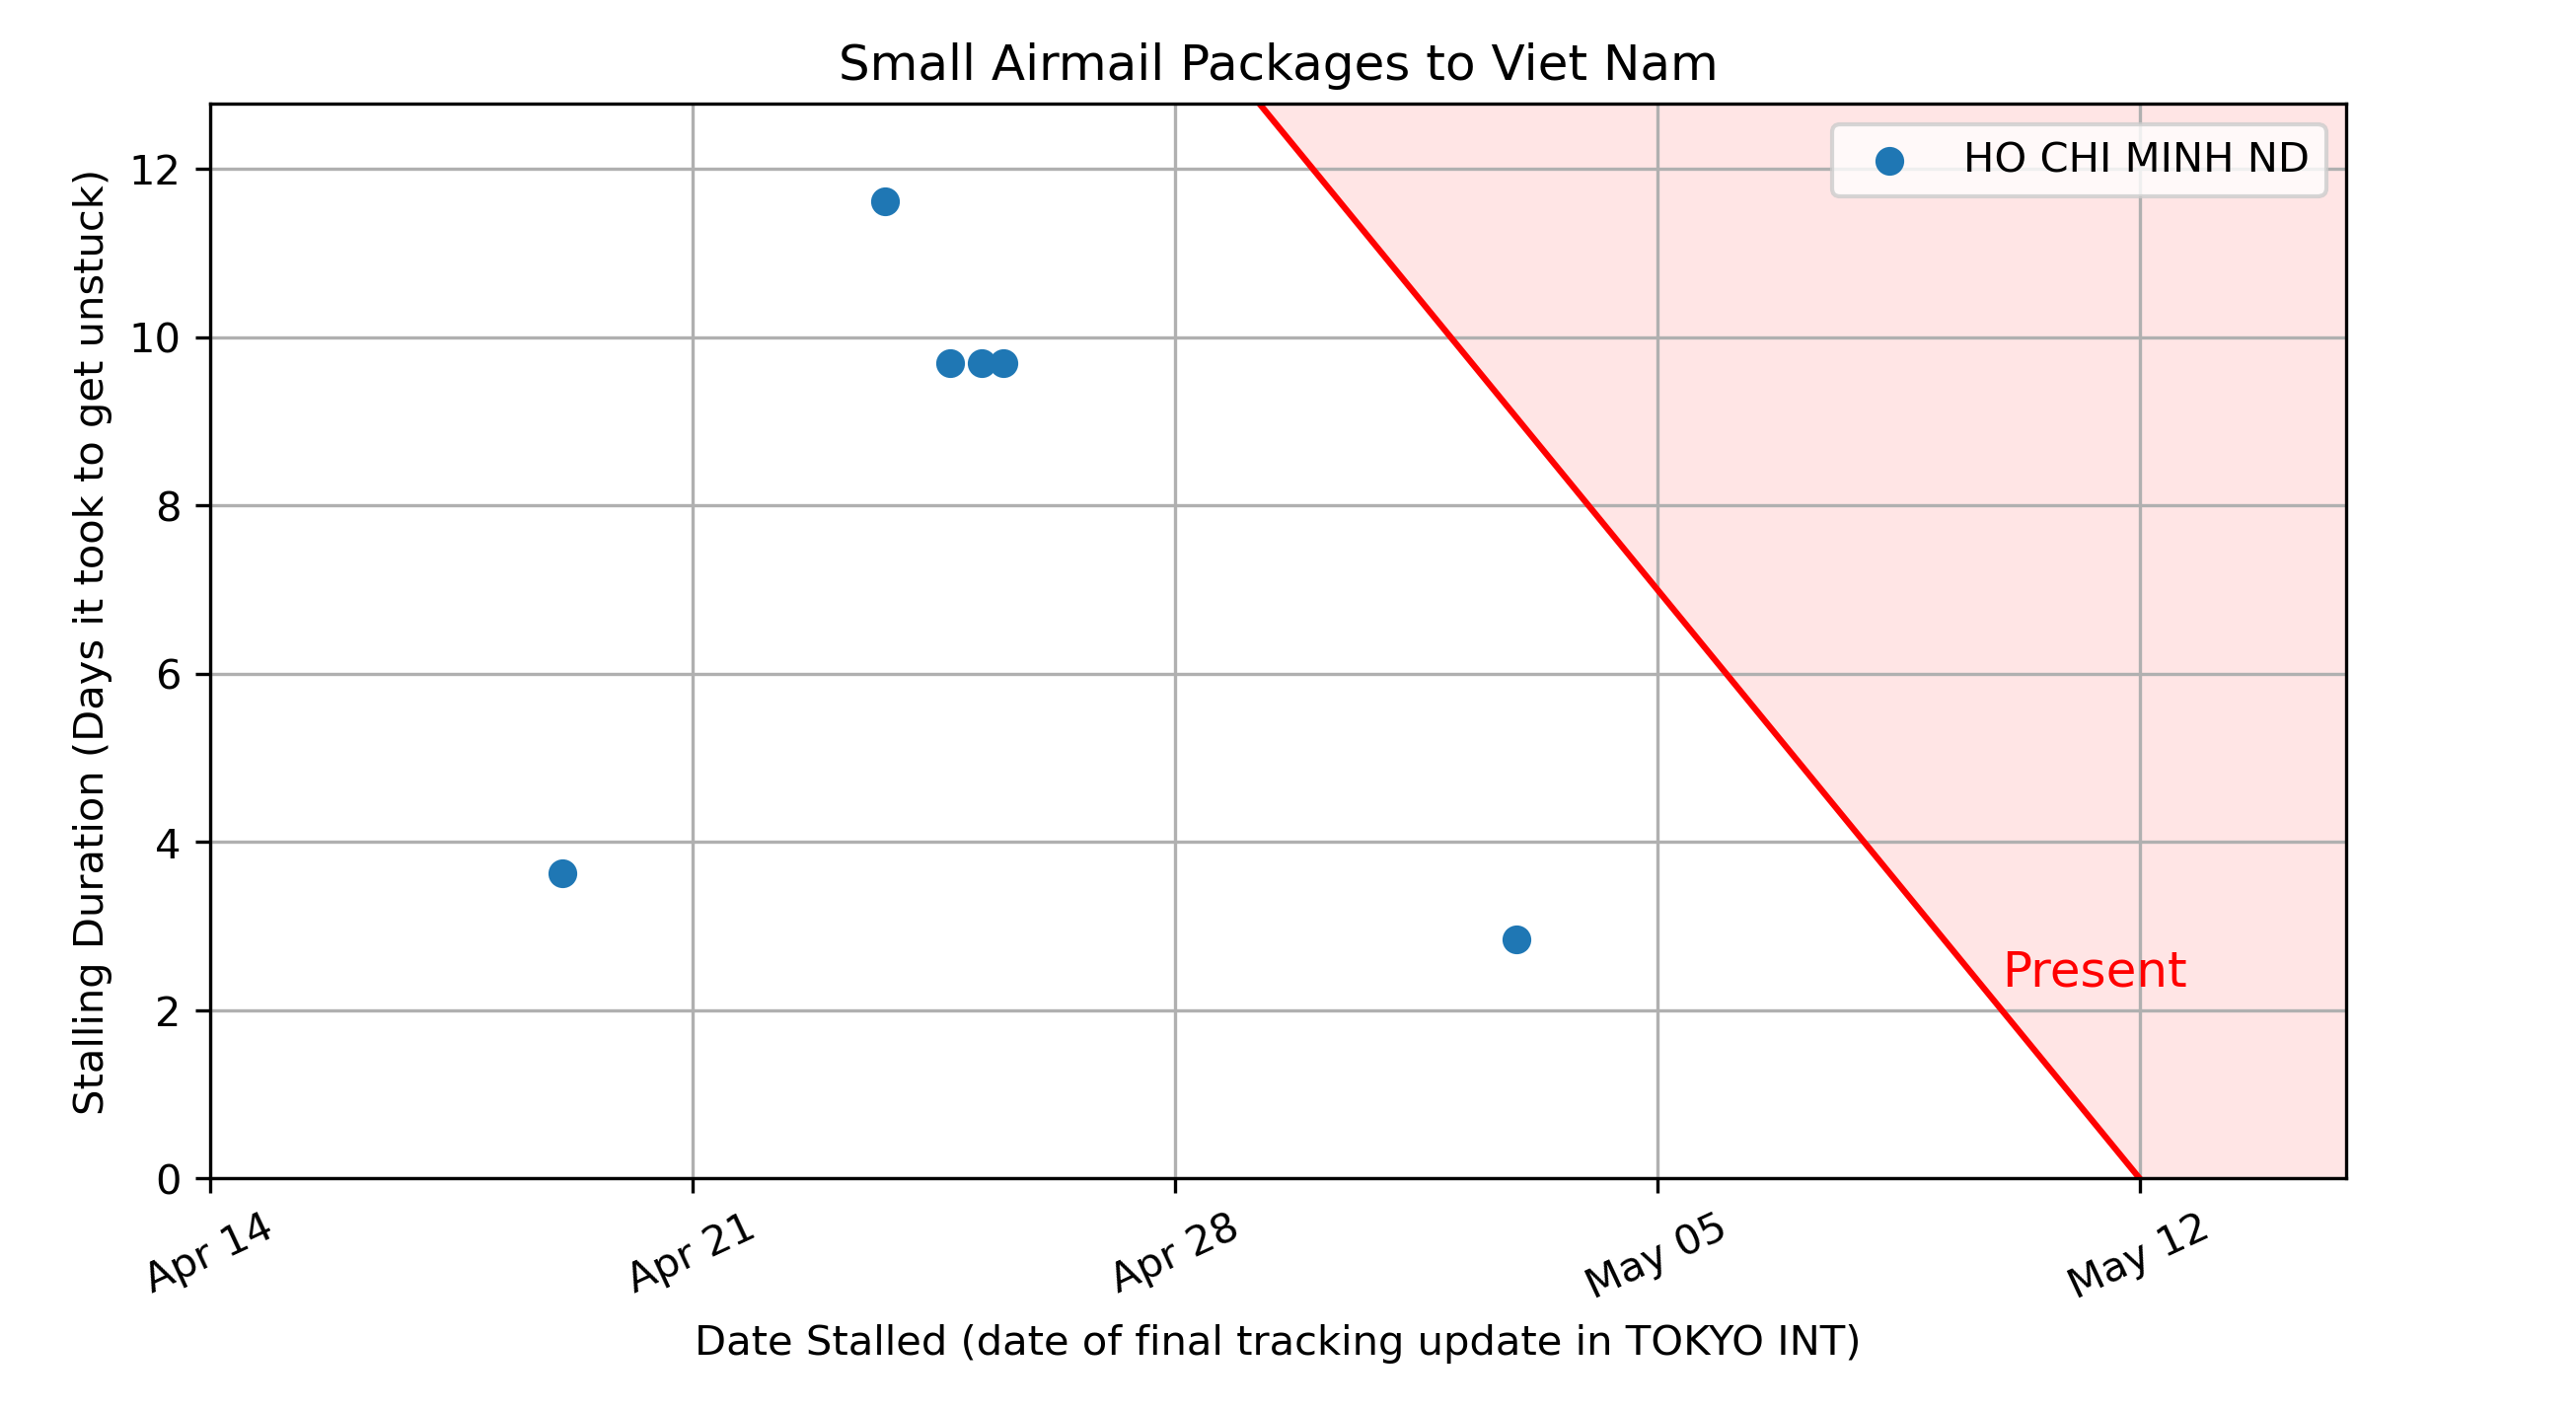 Small Airmail Packages to Viet Nam
HO CHI MINH ND
Stalling Duration (Days it took to get unstuck)
12
10
8
6
4
2
0
Present
Apr 14
Apr 21
Apr 28
May 05
May 12
Date Stalled (date of final tracking update in TOKYO INT)